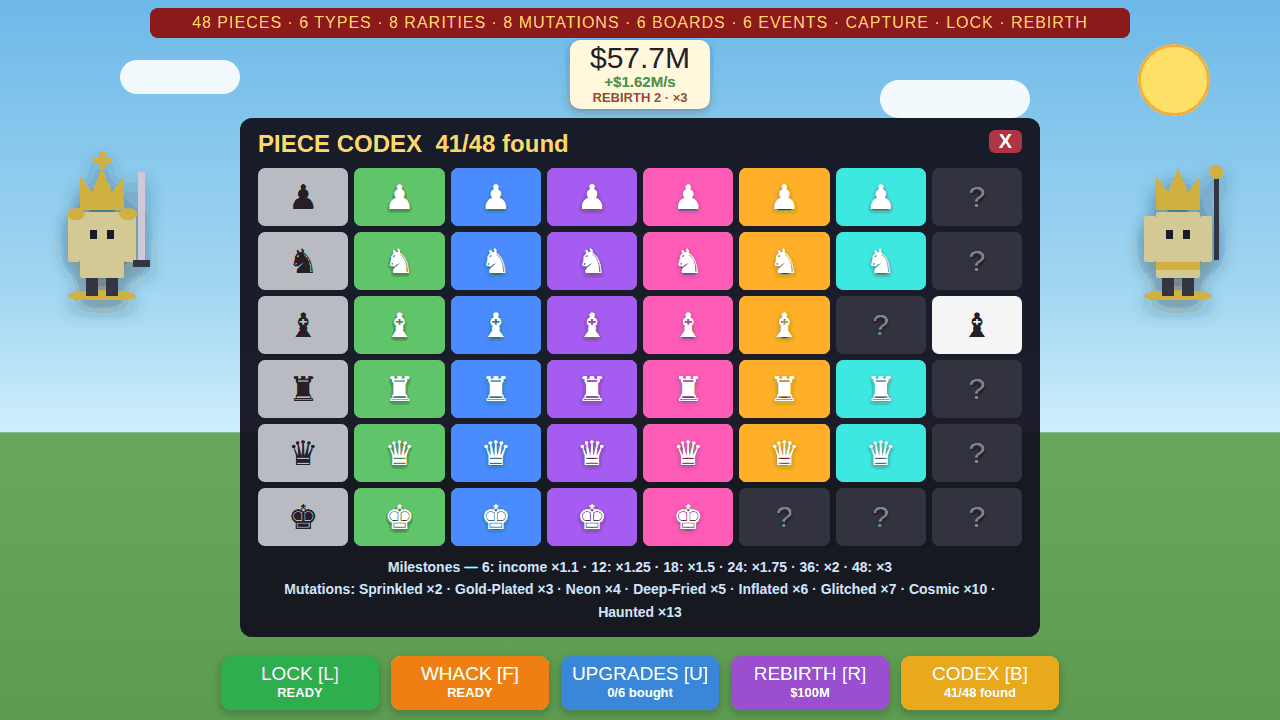 48 PIECES · 6 TYPES · 8 RARITIES · 8 MUTATIONS · 6 BOARDS · 6 EVENTS · CAPTURE · LOCK · REBIRTH
$57.7M
+$1.62M/s
REBIRTH 2 · ×3
PIECE CODEX 41/48 found
X
?
?
?
?
?
? ? ?
Milestones — 6: income ×1.1 · 12: ×1.25 · 18: ×1.5 · 24: ×1.75 · 36: ×2 · 48: ×3
Mutations: Sprinkled ×2 · Gold-Plated ×3 · Neon ×4 · Deep-Fried ×5 · Inflated ×6 · Glitched ×7 · Cosmic ×10 ·
Haunted ×13
LOCK [L]
READY
WHACK [F]
READY
UPGRADES [U]
0/6 bought
REBIRTH [R]
$100M
CODEX [B]
41/48 found